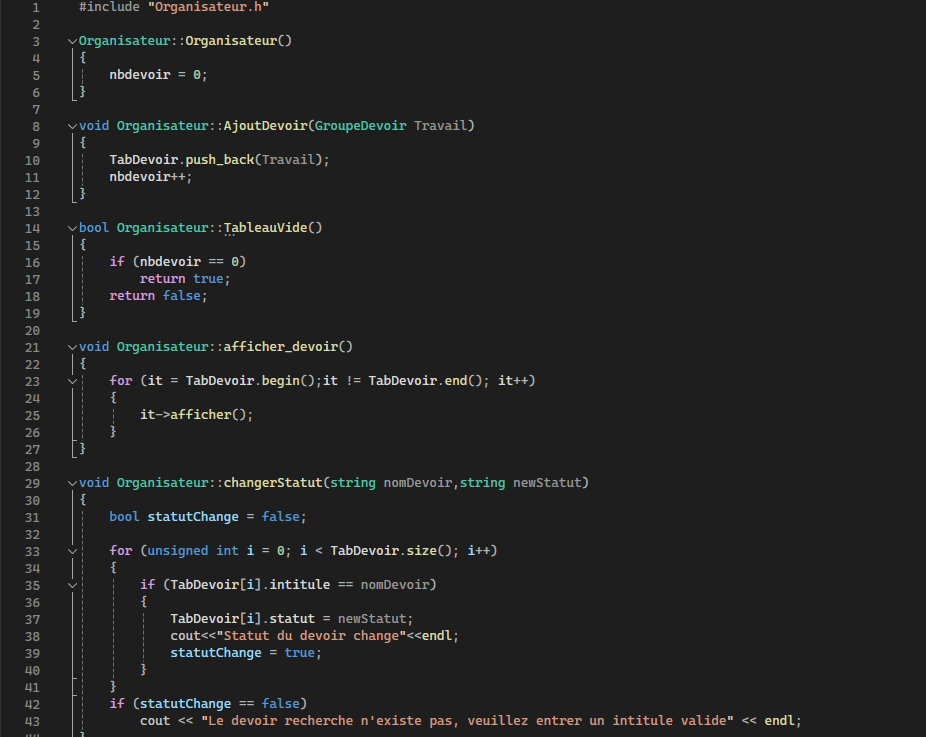 1 #include "Organisateur.h"
2
3 Organisateur::Organisateur()
4 {
5 nbdevoir = 0;
6 }
7
8 void Organisateur::AjoutDevoir(GroupeDevoir Travail)
9 {
10 TabDevoir.push_back(Travail);
11 nbdevoir++;
12 }
13
14 bool Organisateur::TableauVide()
15 {
16 if (nbdevoir == 0)
17 return true;
18 return false;
19 }
20
21 void Organisateur::afficher_devoir()
22 {
23 for (it = TabDevoir.begin();it != TabDevoir.end(); it++)
24 {
25 it->afficher();
26 }
27 }
28
29 void Organisateur::changerStatut(string nomDevoir,string newStatut)
30 {
31 bool statutChange = false;
32
33 for (unsigned int i = 0; i < TabDevoir.size(); i++)
34 {
35 if (TabDevoir[i].intitule == nomDevoir)
36 {
37 TabDevoir[i].statut = newStatut;
38 cout<<"Statut du devoir change"<<endl;
39 statutChange = true;
40 }
41 }
42 if (statutChange == false)
43 cout << "Le devoir recherche n'existe pas, veuillez entrer un intitule valide" << endl;